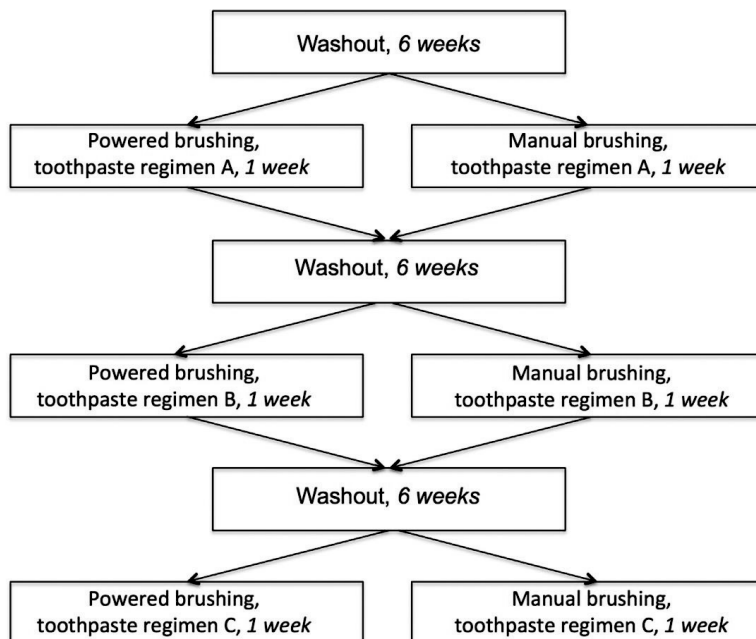 Washout, 6 weeks
Powered brushing,
toothpaste regimen A, 1 week
Manual brushing,
toothpaste regimen A, 1 week
Washout, 6 weeks
Powered brushing,
toothpaste regimen B, 1 week
Manual brushing,
toothpaste regimen B, 1 week
Washout, 6 weeks
Powered brushing,
toothpaste regimen C, 1 week
Manual brushing,
toothpaste regimen C, 1 week